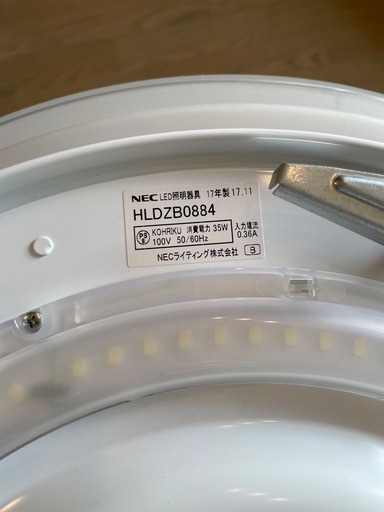 NEC LED照明器具 17年製 17.11
HLDZB0884
PSE KOHRIKU 消費電力 35W 入力電流
100V 50/60Hz 0.36A
NECライティング株式会社 B